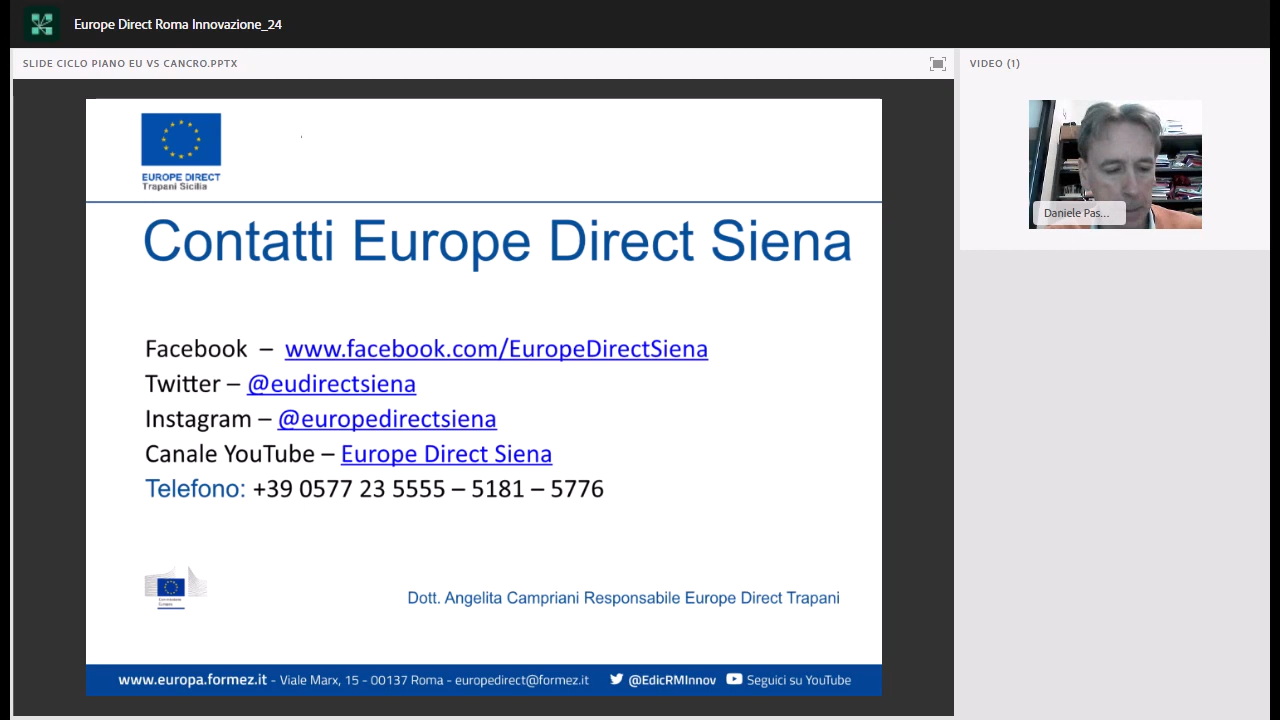 Europe Direct Roma Innovazione_24
SLIDE CICLO PIANO EU VS CANCRO.PPTX
VIDEO (1)
EUROPE DIRECT
Trapani Sicilia
Contatti Europe Direct Siena
Facebook – www.facebook.com/EuropeDirectSiena
Twitter – @eudirectsiena
Instagram – @europedirectsiena
Canale YouTube – Europe Direct Siena
Telefono: +39 0577 23 5555 – 5181 – 5776
Dott. Angelita Campriani Responsabile Europe Direct Trapani
www.europa.formez.it - Viale Marx, 15 - 00137 Roma - europedirect@formez.it @EdicRMInnov Seguici su YouTube
Daniele Pas...